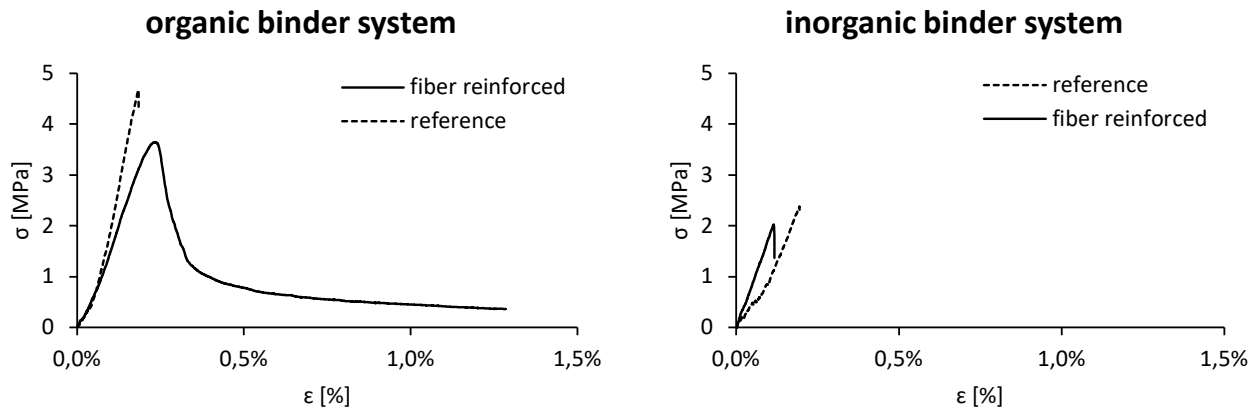 organic binder system
5
4
3
2
1
0
σ [MPa]
0,0%
0,5%
1,0%
1,5%
ε [%]
fiber reinforced
reference
inorganic binder system
5
4
3
2
1
0
σ [MPa]
0,0%
0,5%
1,0%
1,5%
ε [%]
reference
fiber reinforced